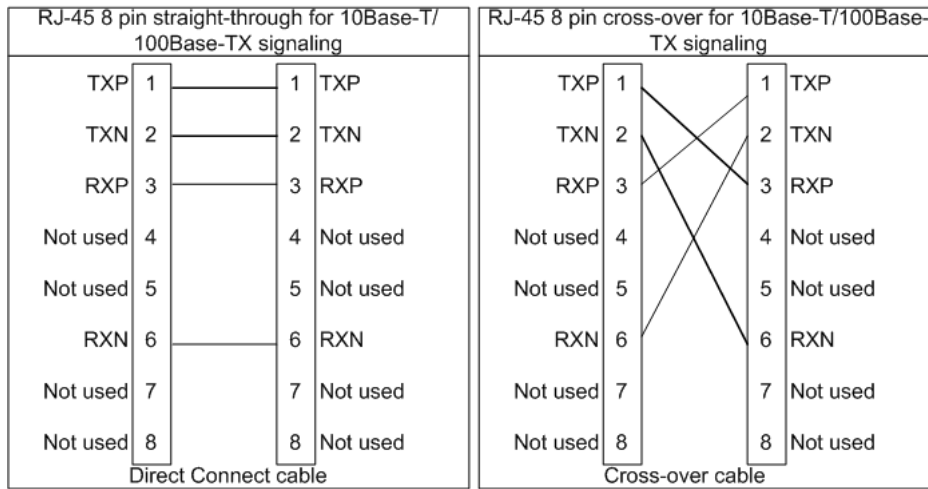 RJ-45 8 pin straight-through for 10Base-T/
100Base-TX signaling
TXP 1 1 TXP
TXN 2 2 TXN
RXP 3 3 RXP
Not used 4 4 Not used
Not used 5 5 Not used
RXN 6 6 RXN
Not used 7 7 Not used
Not used 8 8 Not used
Direct Connect cable
RJ-45 8 pin cross-over for 10Base-T/100Base-
TX signaling
TXP 1 1 TXP
TXN 2 2 TXN
RXP 3 3 RXP
Not used 4 4 Not used
Not used 5 5 Not used
RXN 6 6 RXN
Not used 7 7 Not used
Not used 8 8 Not used
Cross-over cable